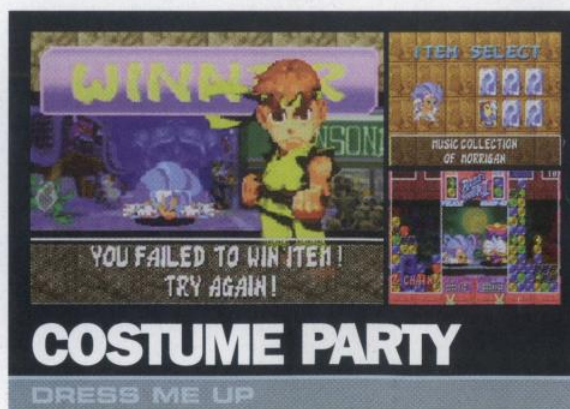 WINNER
YOU FAILED TO WIN ITEM!
TRY AGAIN!
ITEM SELECT
MUSIC COLLECTION
OF MORRIGAN
COSTUME PARTY
DRESS ME UP